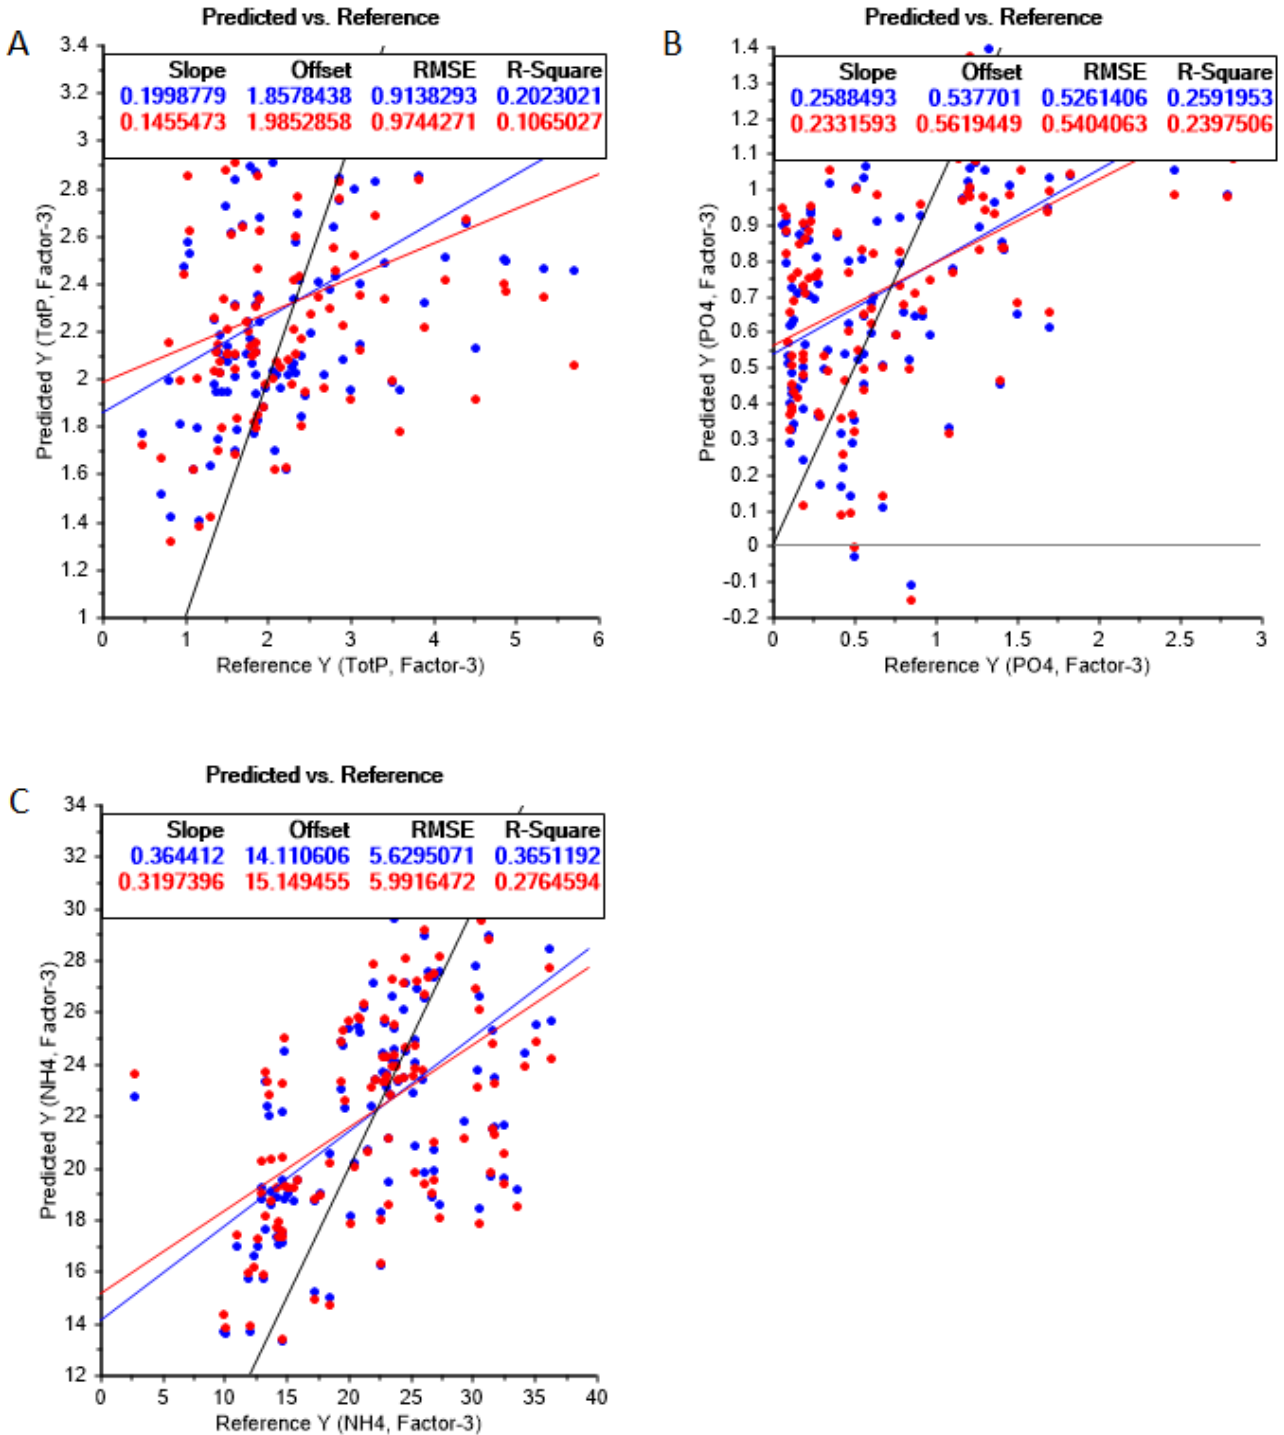 A
Predicted vs. Reference
3.4
3.2
3
2.8
2.6
2.4
2.2
2
1.8
1.6
1.4
1.2
1
Predicted Y (TotP, Factor-3)
Slope Offset RMSE R-Square
0.1998779 1.8578438 0.9138293 0.2023021
0.1455473 1.9852858 0.9744271 0.1065027
0 1 2 3 4 5 6
Reference Y (TotP, Factor-3)
B
Predicted vs. Reference
1.4
1.3
1.2
1.1
1
0.9
0.8
0.7
0.6
0.5
0.4
0.3
0.2
0.1
0
-0.1
-0.2
Predicted Y (PO4, Factor-3)
Slope Offset RMSE R-Square
0.2588493 0.537701 0.5261406 0.2591953
0.2331593 0.5619449 0.5404063 0.2397506
0 0.5 1 1.5 2 2.5 3
Reference Y (PO4, Factor-3)
C
Predicted vs. Reference
34
32
30
28
26
24
22
20
18
16
14
12
Predicted Y (NH4, Factor-3)
Slope Offset RMSE R-Square
0.364412 14.110606 5.6295071 0.3651192
0.3197396 15.149455 5.9916472 0.2764594
0 5 10 15 20 25 30 35 40
Reference Y (NH4, Factor-3)